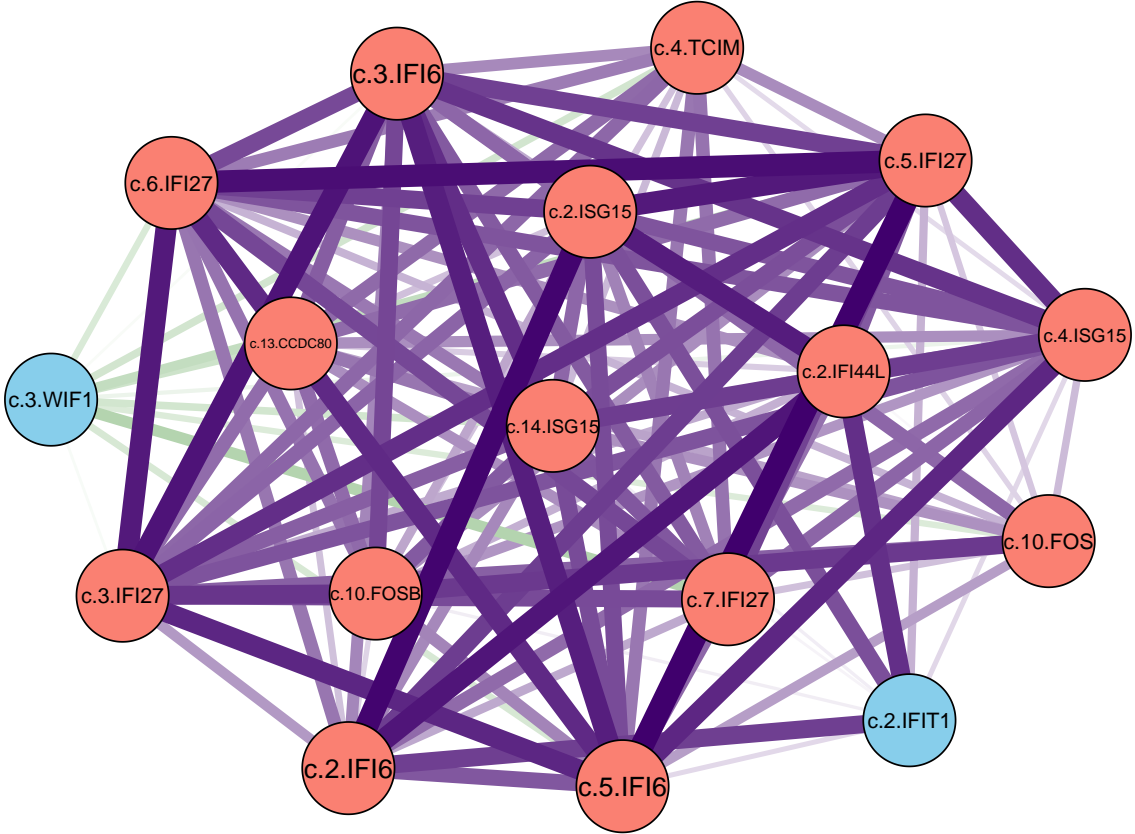 c.4.TCIM
c.3.IFI6
c.5.IFI27
c.6.IFI27
c.2.ISG15
c.4.ISG15
c.13.CCDC80
c.2.IFI44L
c.3.WIF1
c.14.ISG15
c.10.FOS
c.3.IFI27
c.10.FOSB
c.7.IFI27
c.2.IFIT1
c.2.IFI6
c.5.IFI6